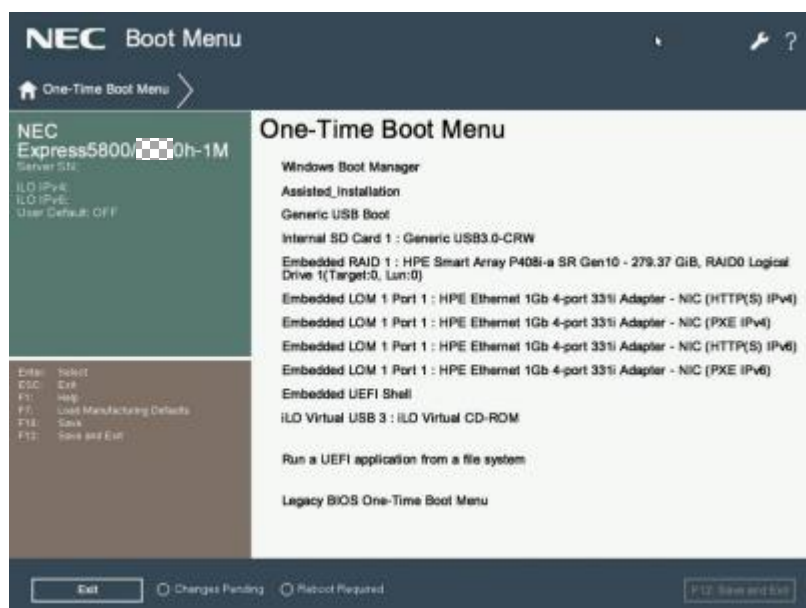 NEC Boot Menu
?
One-Time Boot Menu
NEC
Express5800/ 0h-1M
Server SN:
iLO IPv4:
iLO IPv6:
User Default: OFF
Enter: Select
ESC: Exit
F1: Help
F7: Load Manufacturing Defaults
F10: Save
F12: Save and Exit
One-Time Boot Menu
Windows Boot Manager
Assisted_Installation
Generic USB Boot
Internal SD Card 1 : Generic USB3.0-CRW
Embedded RAID 1 : HPE Smart Array P408i-a SR Gen10 - 279.37 GiB, RAID0 Logical
Drive 1(Target:0, Lun:0)
Embedded LOM 1 Port 1 : HPE Ethernet 1Gb 4-port 331i Adapter - NIC (HTTP(S) IPv4)
Embedded LOM 1 Port 1 : HPE Ethernet 1Gb 4-port 331i Adapter - NIC (PXE IPv4)
Embedded LOM 1 Port 1 : HPE Ethernet 1Gb 4-port 331i Adapter - NIC (HTTP(S) IPv6)
Embedded LOM 1 Port 1 : HPE Ethernet 1Gb 4-port 331i Adapter - NIC (PXE IPv6)
Embedded UEFI Shell
iLO Virtual USB 3 : iLO Virtual CD-ROM
Run a UEFI application from a file system
Legacy BIOS One-Time Boot Menu
Exit
Changes Pending
Reboot Required
F12: Save and Exit